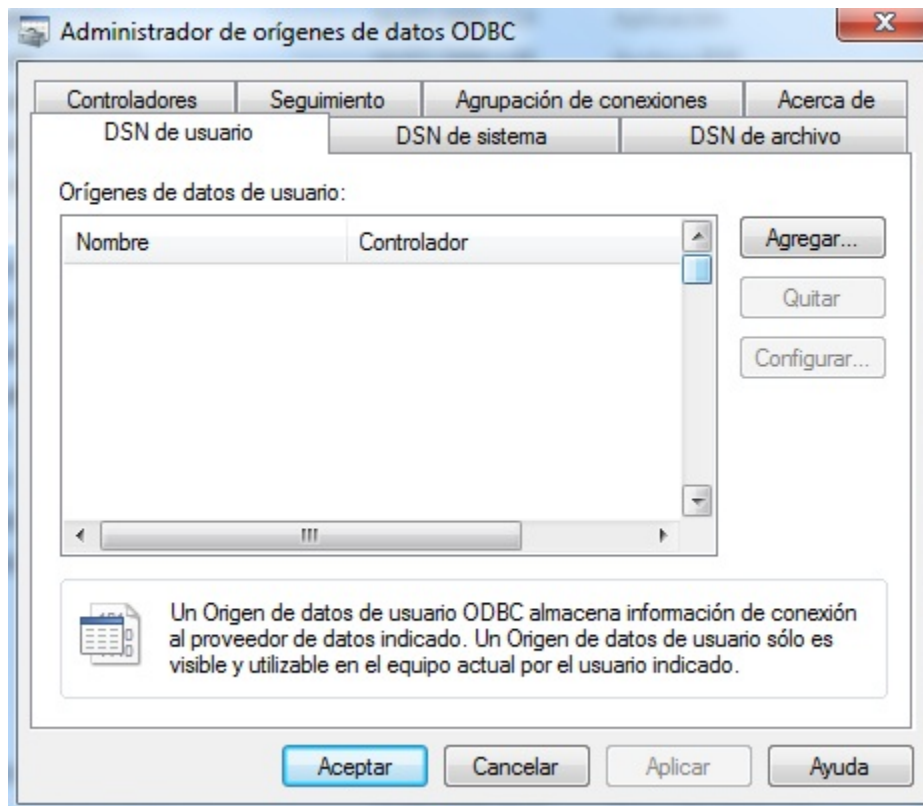 Administrador de orígenes de datos ODBC
Controladores Seguimiento Agrupación de conexiones Acerca de
DSN de usuario DSN de sistema DSN de archivo
Orígenes de datos de usuario:
Nombre Controlador
Agregar...
Quitar
Configurar...
Un Origen de datos de usuario ODBC almacena información de conexión
al proveedor de datos indicado. Un Origen de datos de usuario sólo es
visible y utilizable en el equipo actual por el usuario indicado.
Aceptar Cancelar Aplicar Ayuda